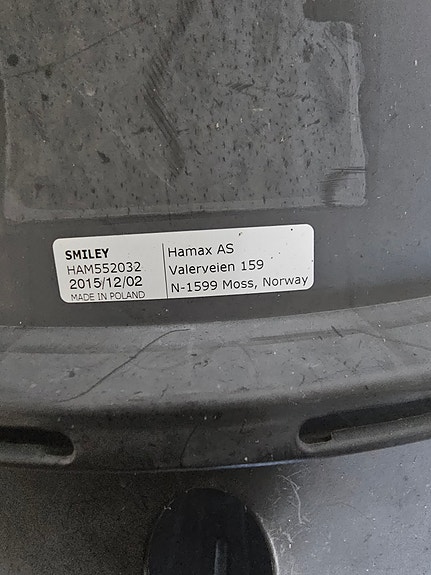 SMILEY
HAM552032
2015/12/02
MADE IN POLAND
Hamax AS
Valerveien 159
N-1599 Moss, Norway